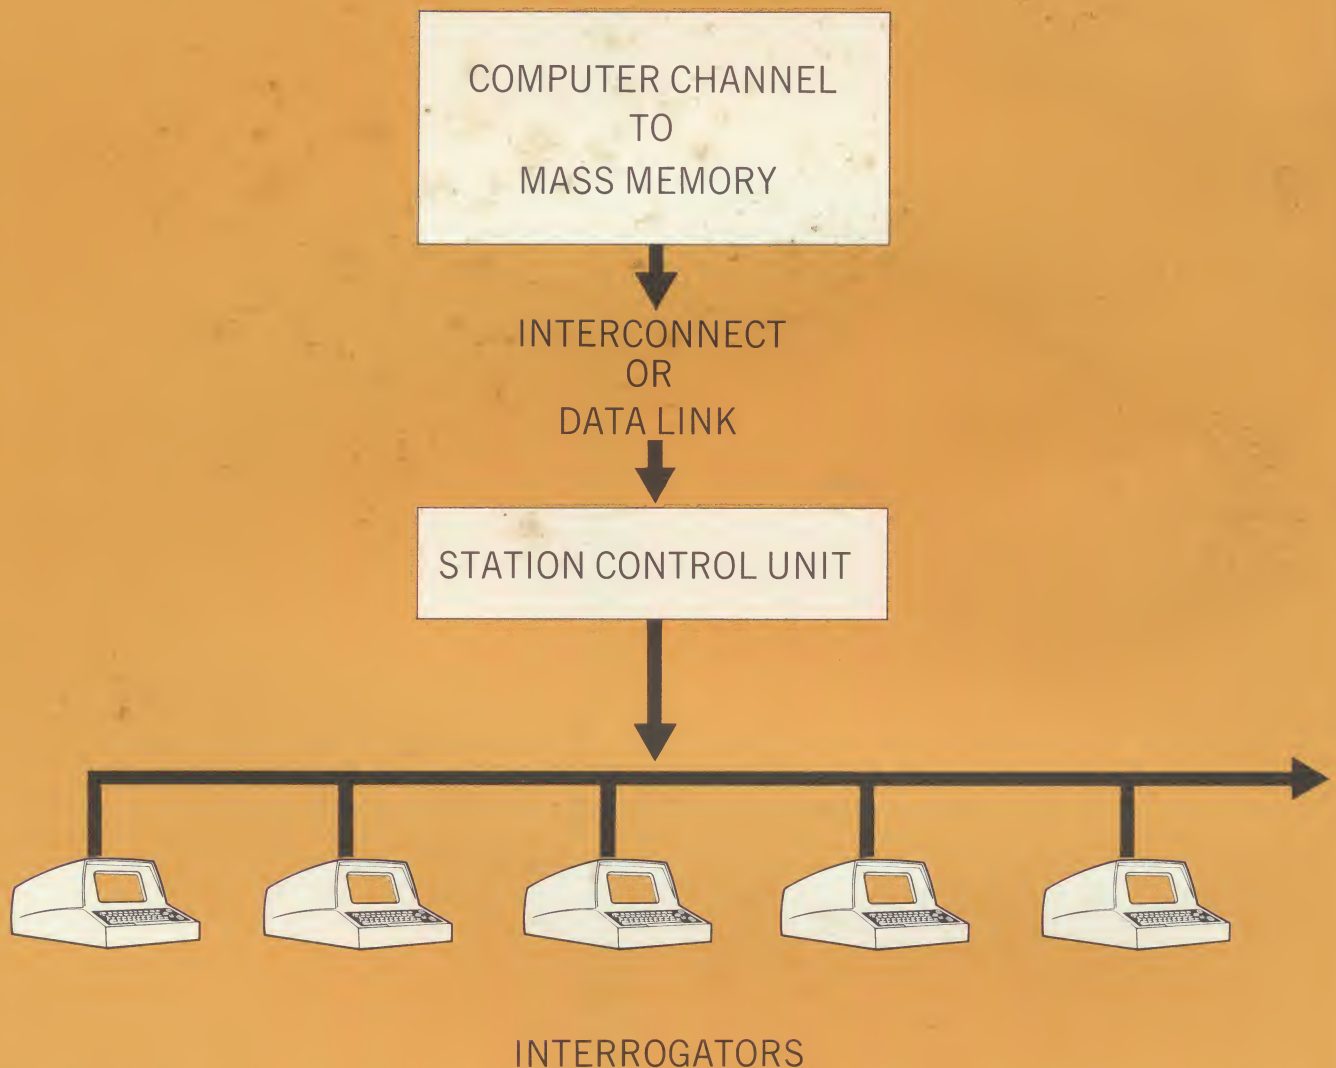 COMPUTER CHANNEL
TO
MASS MEMORY
INTERCONNECT
OR
DATA LINK
STATION CONTROL UNIT
INTERROGATORS